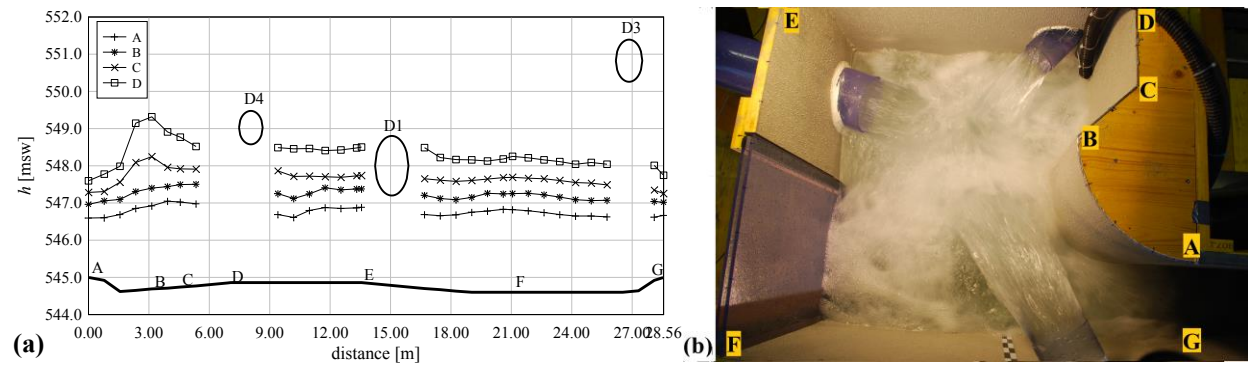 552.0
551.0
550.0
549.0
548.0
547.0
546.0
545.0
544.0
h [msw]
A
B
C
D
D4
D1
D3
A
B
C
D
E
F
G
0.00 3.00 6.00 9.00 12.00 15.00 18.00 21.00 24.00 27.00 28.56
distance [m]
(a)
E
D
C
B
A
F
G
(b)